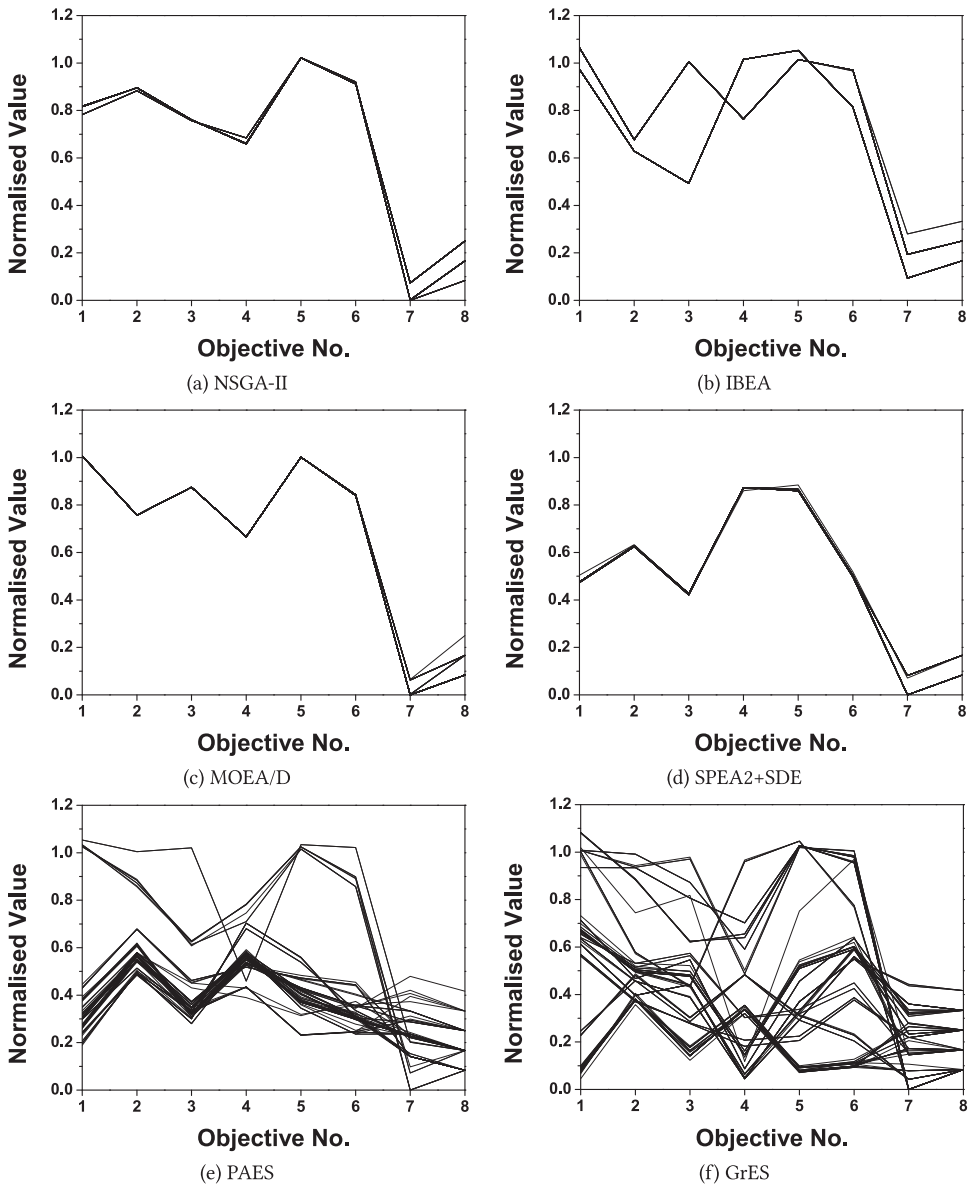 1.2
1.0
0.8
0.6
0.4
0.2
0.0
Normalised Value
1 2 3 4 5 6 7 8
Objective No.
(a) NSGA-II
1.2
1.0
0.8
0.6
0.4
0.2
0.0
Normalised Value
1 2 3 4 5 6 7 8
Objective No.
(b) IBEA
1.2
1.0
0.8
0.6
0.4
0.2
0.0
Normalised Value
1 2 3 4 5 6 7 8
Objective No.
(c) MOEA/D
1.2
1.0
0.8
0.6
0.4
0.2
0.0
Normalised Value
1 2 3 4 5 6 7 8
Objective No.
(d) SPEA2+SDE
1.2
1.0
0.8
0.6
0.4
0.2
0.0
Normalised Value
1 2 3 4 5 6 7 8
Objective No.
(e) PAES
1.2
1.0
0.8
0.6
0.4
0.2
0.0
Normalised Value
1 2 3 4 5 6 7 8
Objective No.
(f) GrES